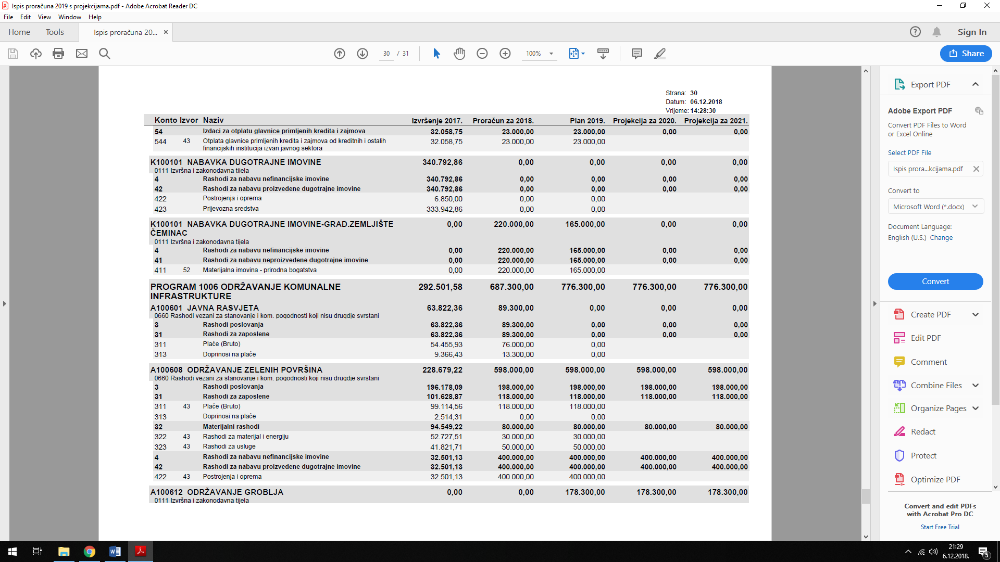 Ispis proračuna 2019 s projekcijama.pdf - Adobe Acrobat Reader DC
File Edit View Window Help
Home Tools Ispis proračuna 20... × Sign In
30 / 31 100% Share
Strana: 30
Datum: 06.12.2018
Vrijeme: 14:28:30
Konto Izvor Naziv Izvršenje 2017. Proračun za 2018. Plan 2019. Projekcija za 2020. Projekcija za 2021.
54 Izdaci za otplatu glavnice primljenih kredita i zajmova 32.058,75 23.000,00 23.000,00 0,00 0,00
544 43 Otplata glavnice primljenih kredita i zajmova od kreditnih i ostalih 32.058,75 23.000,00 23.000,00
financijskih institucija izvan javnog sektora
K100101 NABAVKA DUGOTRAJNE IMOVINE 340.792,86 0,00 0,00 0,00 0,00
0111 Izvršna i zakonodavna tijela
4 Rashodi za nabavu nefinancijske imovine 340.792,86 0,00 0,00 0,00 0,00
42 Rashodi za nabavu proizvedene dugotrajne imovine 340.792,86 0,00 0,00 0,00 0,00
422 Postrojenja i oprema 6.850,00 0,00 0,00
423 Prijevozna sredstva 333.942,86 0,00 0,00
K100101 NABAVKA DUGOTRAJNE IMOVINE-GRAĐ.ZEMLJIŠTE 0,00 220.000,00 165.000,00 0,00 0,00
ČEMINAC
0111 Izvršna i zakonodavna tijela
4 Rashodi za nabavu nefinancijske imovine 0,00 220.000,00 165.000,00 0,00 0,00
41 Rashodi za nabavu neproizvedene dugotrajne imovine 0,00 220.000,00 165.000,00 0,00 0,00
411 52 Materijalna imovina - prirodna bogatstva 0,00 220.000,00 165.000,00
PROGRAM 1006 ODRŽAVANJE KOMUNALNE 292.501,58 687.300,00 776.300,00 776.300,00 776.300,00
INFRASTRUKTURE
A100601 JAVNA RASVJETA 63.822,36 89.300,00 0,00 0,00 0,00
0660 Rashodi vezani za stanovanje i kom. pogodnosti koji nisu drugdje svrstani
3 Rashodi poslovanja 63.822,36 89.300,00 0,00 0,00 0,00
31 Rashodi za zaposlene 63.822,36 89.300,00 0,00 0,00 0,00
311 Plaće (Bruto) 54.455,93 76.000,00 0,00
313 Doprinosi na plaće 9.366,43 13.300,00 0,00
A100608 ODRŽAVANJE ZELENIH POVRŠINA 228.679,22 598.000,00 598.000,00 598.000,00 598.000,00
0660 Rashodi vezani za stanovanje i kom. pogodnosti koji nisu drugdje svrstani
3 Rashodi poslovanja 196.178,09 198.000,00 198.000,00 198.000,00 198.000,00
31 Rashodi za zaposlene 101.628,87 118.000,00 118.000,00 118.000,00 118.000,00
311 43 Plaće (Bruto) 99.114,56 118.000,00 118.000,00
313 Doprinosi na plaće 2.514,31 0,00 0,00
32 Materijalni rashodi 94.549,22 80.000,00 80.000,00 80.000,00 80.000,00
322 43 Rashodi za materijal i energiju 52.727,51 30.000,00 30.000,00
323 43 Rashodi za usluge 41.821,71 50.000,00 50.000,00
4 Rashodi za nabavu nefinancijske imovine 32.501,13 400.000,00 400.000,00 400.000,00 400.000,00
42 Rashodi za nabavu proizvedene dugotrajne imovine 32.501,13 400.000,00 400.000,00 400.000,00 400.000,00
422 43 Postrojenja i oprema 32.501,13 400.000,00 400.000,00
A100612 ODRŽAVANJE GROBLJA 0,00 0,00 178.300,00 178.300,00 178.300,00
0111 Izvršna i zakonodavna tijela
Export PDF
Adobe Export PDF
Convert PDF Files to Word
or Excel Online
Select PDF File
Ispis prora...kcijama.pdf
Convert to
Microsoft Word (*.docx)
Document Language:
English (U.S.) Change
Convert
Create PDF
Edit PDF
Comment
Combine Files
Organize Pages
Redact
Protect
Optimize PDF
Convert and edit PDFs
with Acrobat Pro DC
Start Free Trial
21:29
6.12.2018.
5